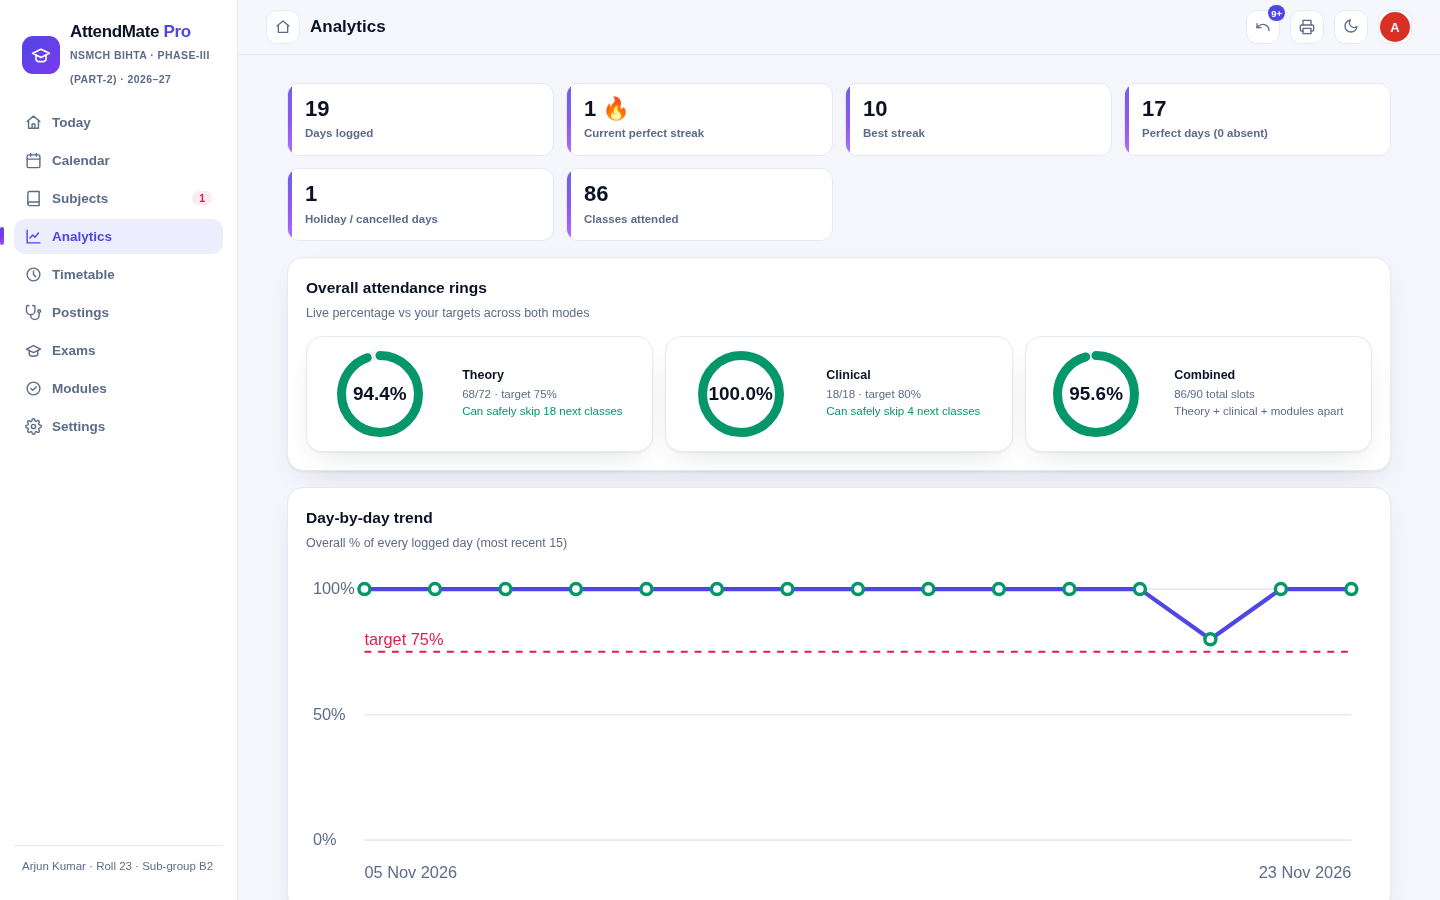 AttendMate Pro
NSMCH BIHTA · PHASE-III
(PART-2) · 2026–27
Today
Calendar
Subjects 1
Analytics
Timetable
Postings
Exams
Modules
Settings
Arjun Kumar · Roll 23 · Sub-group B2
Analytics
9+
A
19
Days logged
1 🔥
Current perfect streak
10
Best streak
17
Perfect days (0 absent)
1
Holiday / cancelled days
86
Classes attended
Overall attendance rings
Live percentage vs your targets across both modes
94.4%
Theory
68/72 · target 75%
Can safely skip 18 next classes
100.0%
Clinical
18/18 · target 80%
Can safely skip 4 next classes
95.6%
Combined
86/90 total slots
Theory + clinical + modules apart
Day-by-day trend
Overall % of every logged day (most recent 15)
100%
target 75%
50%
0%
05 Nov 2026
23 Nov 2026